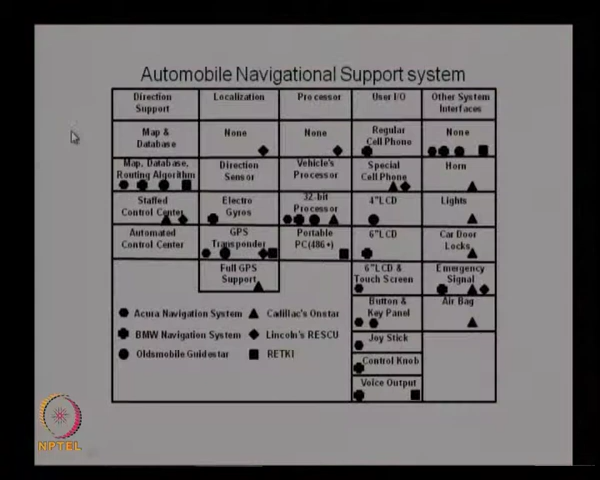 Automobile Navigational Support system
Direction Support
Localization
Processor
User I/O
Other System Interfaces
Map & Database
None
None
Regular Cell Phone
None
Map, Database, Routing Algorithm
Direction Sensor
Vehicle's Processor
Special Cell Phone
Horn
Staffed Control Center
Electro Gyros
32-bit Processor
4"LCD
Lights
Automated Control Center
GPS Transponder
Portable PC(486+)
6"LCD
Car Door Locks
Full GPS Support
6"LCD & Touch Screen
Emergency Signal
Button & Key Panel
Air Bag
Joy Stick
Control Knob
Voice Output
Acura Navigation System
Cadillac's Onstar
BMW Navigation System
Lincoln's RESCU
Oldsmobile Guidestar
RETKI
NPTEL